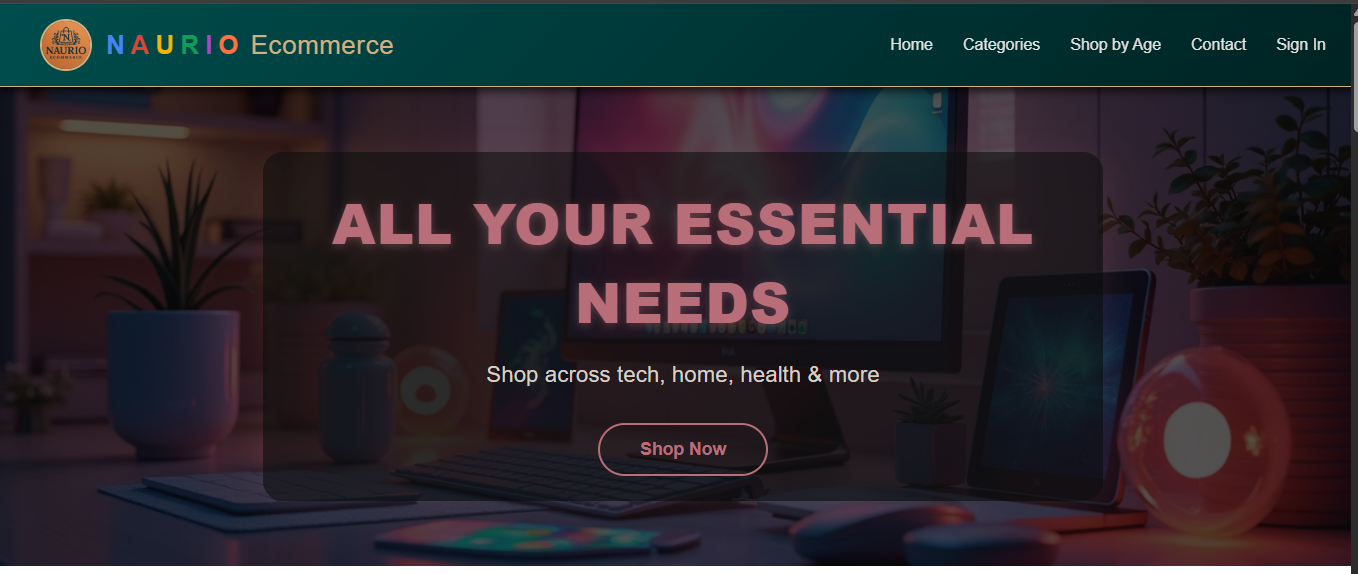 NAURIO
ECOMMERCE
NAURIO Ecommerce
Home
Categories
Shop by Age
Contact
Sign In
ALL YOUR ESSENTIAL
NEEDS
Shop across tech, home, health & more
Shop Now